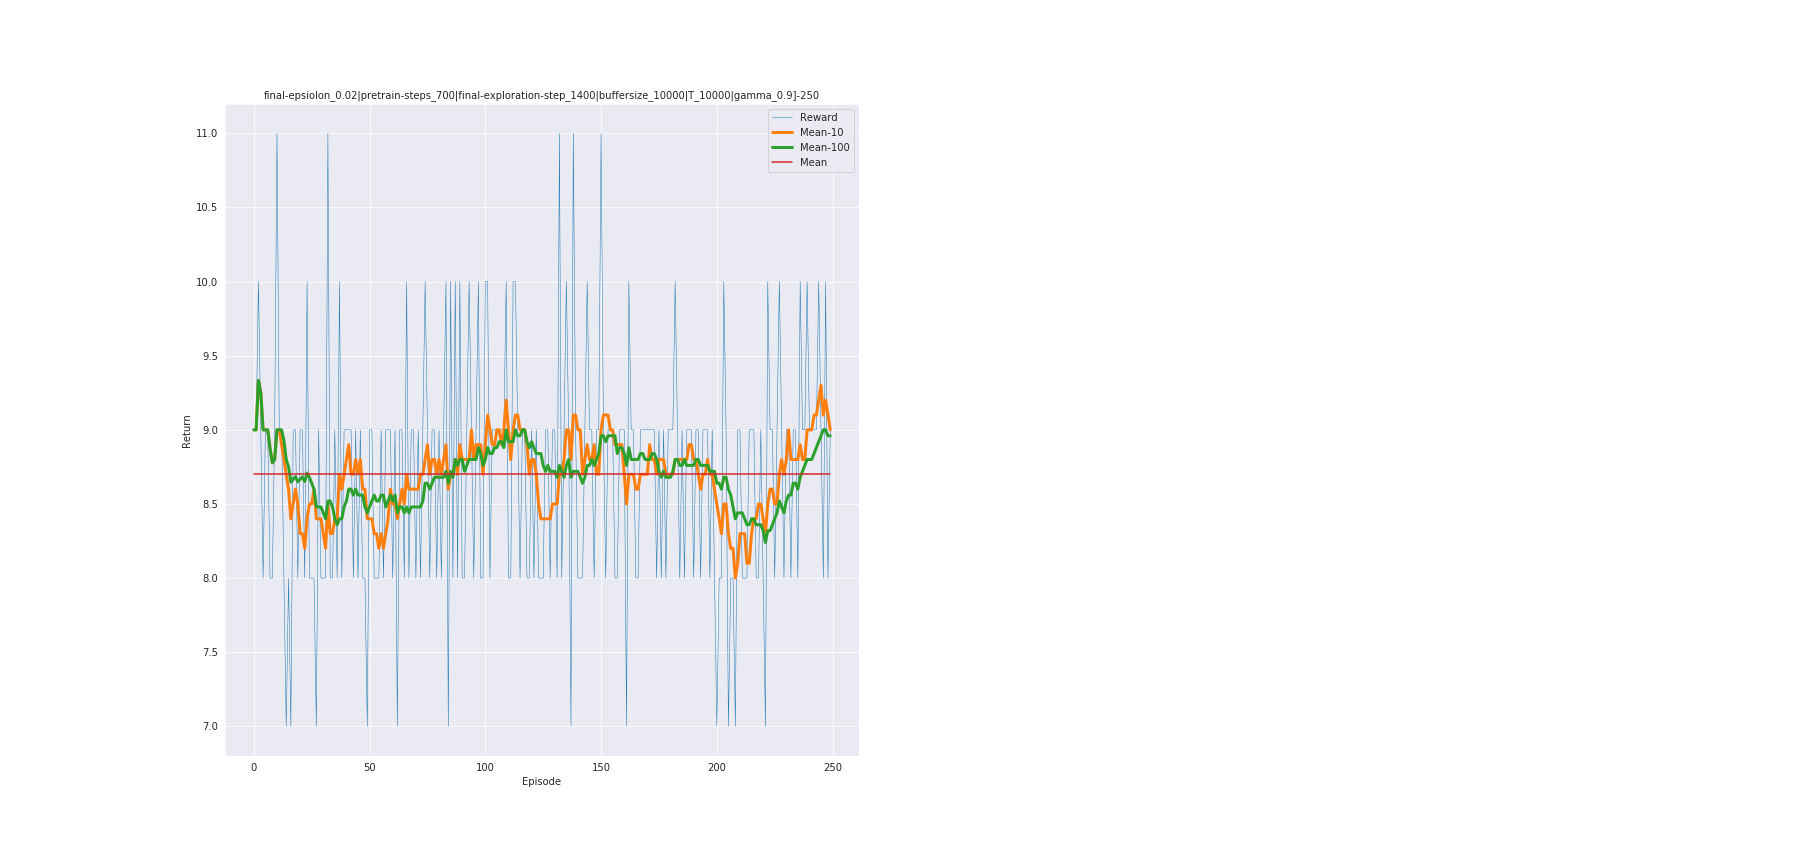 final-epsiolon_0.02|pretrain-steps_700|final-exploration-step_1400|buffersize_10000|T_10000|gamma_0.9]-250
Reward
Mean-10
Mean-100
Mean
Return
11.0
10.5
10.0
9.5
9.0
8.5
8.0
7.5
7.0
0 50 100 150 200 250
Episode